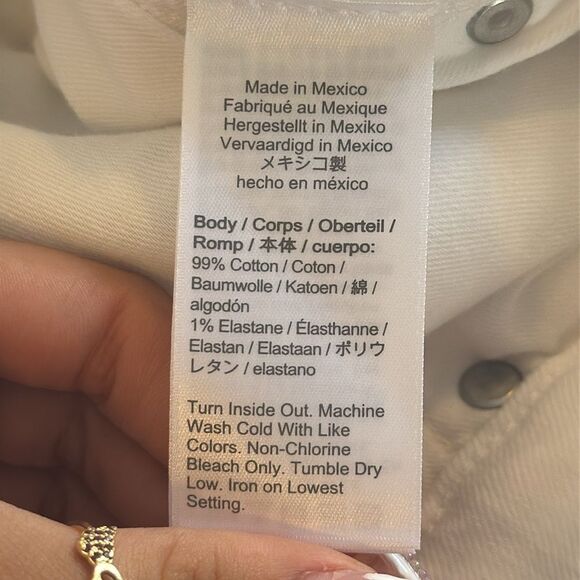 Made in Mexico
Fabriqué au Mexique
Hergestellt in Mexiko
Vervaardigd in Mexico
メキシコ製
hecho en méxico
Body / Corps / Oberteil /
Romp / 本体 / cuerpo:
99% Cotton / Coton /
Baumwolle / Katoen / 綿 /
algodón
1% Elastane / Élasthanne /
Elastan / Elastaan / ポリウ
レタン / elastano
Turn Inside Out. Machine
Wash Cold With Like
Colors. Non-Chlorine
Bleach Only. Tumble Dry
Low. Iron on Lowest
Setting.